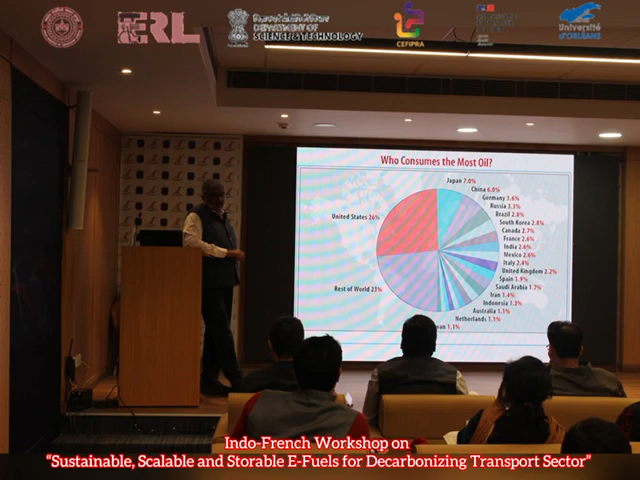 ERL
DEPARTMENT OF
SCIENCE & TECHNOLOGY
CEFIPRA
Université
d'ORLÉANS
Who Consumes the Most Oil?
Japan 7.0%
China 6.0%
Germany 3.8%
Russia 3.3%
Brazil 2.8%
South Korea 2.8%
Canada 2.7%
France 2.6%
India 2.6%
Mexico 2.6%
Italy 2.4%
United Kingdom 2.2%
Spain 1.9%
Saudi Arabia 1.7%
Iran 1.4%
Indonesia 1.3%
Australia 1.1%
Netherlands 1.1%
1.1%
United States 26%
Rest of World 23%
Indo-French Workshop on
“Sustainable, Scalable and Storable E-Fuels for Decarbonizing Transport Sector”